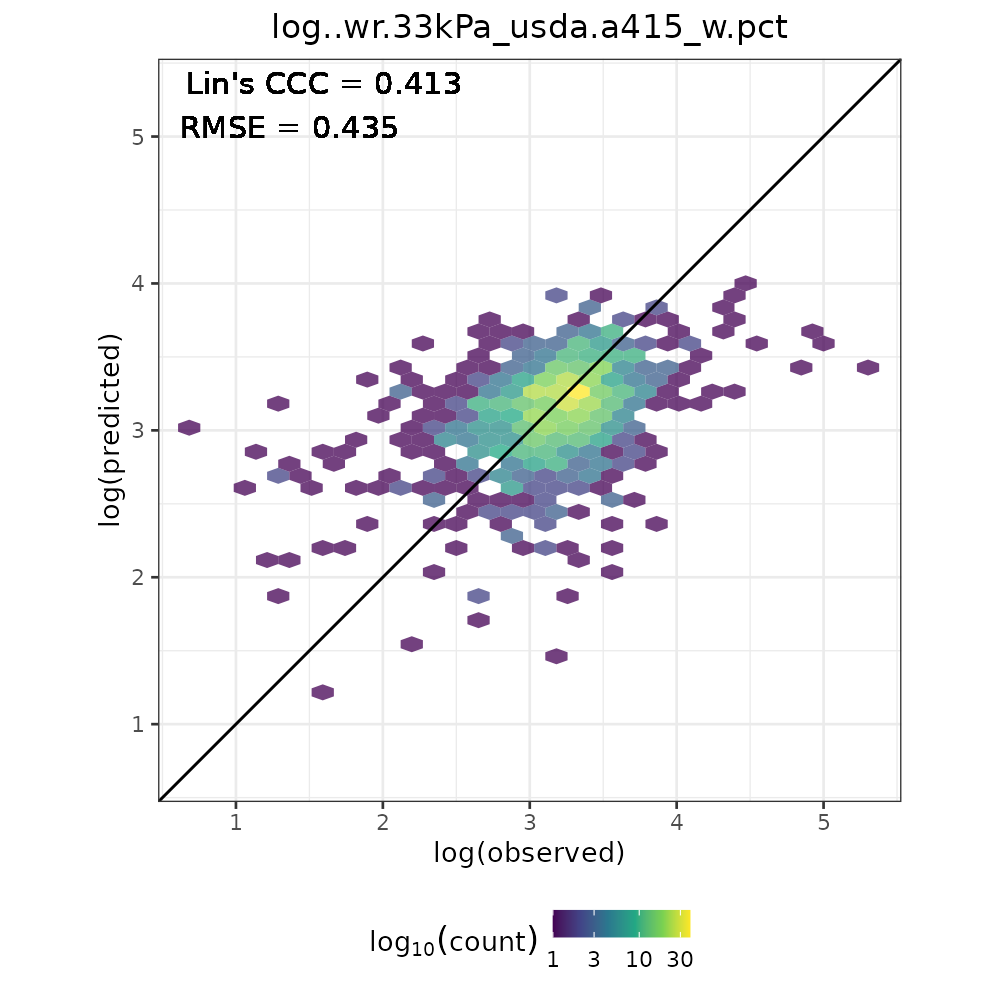 log..wr.33kPa_usda.a415_w.pct
Lin's CCC = 0.413
RMSE = 0.435
log(predicted)
5
4
3
2
1
1 2 3 4 5
log(observed)
log₁₀(count)
1 3 10 30